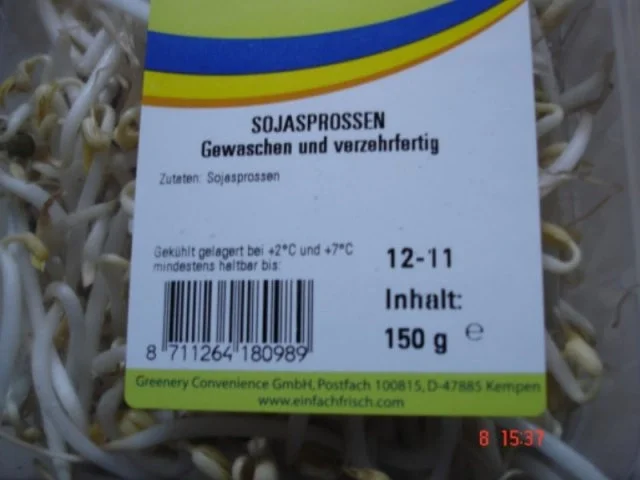 SOJASPROSSEN
Gewaschen und verzehrfertig
Zutaten: Sojasprossen
Gekühlt gelagert bei +2°C und +7°C
mindestens haltbar bis:
12-11
Inhalt:
150 g e
8 711264 180989
Greenery Convenience GmbH, Postfach 100815, D-47885 Kempen
www.einfachfrisch.com
8 15:37